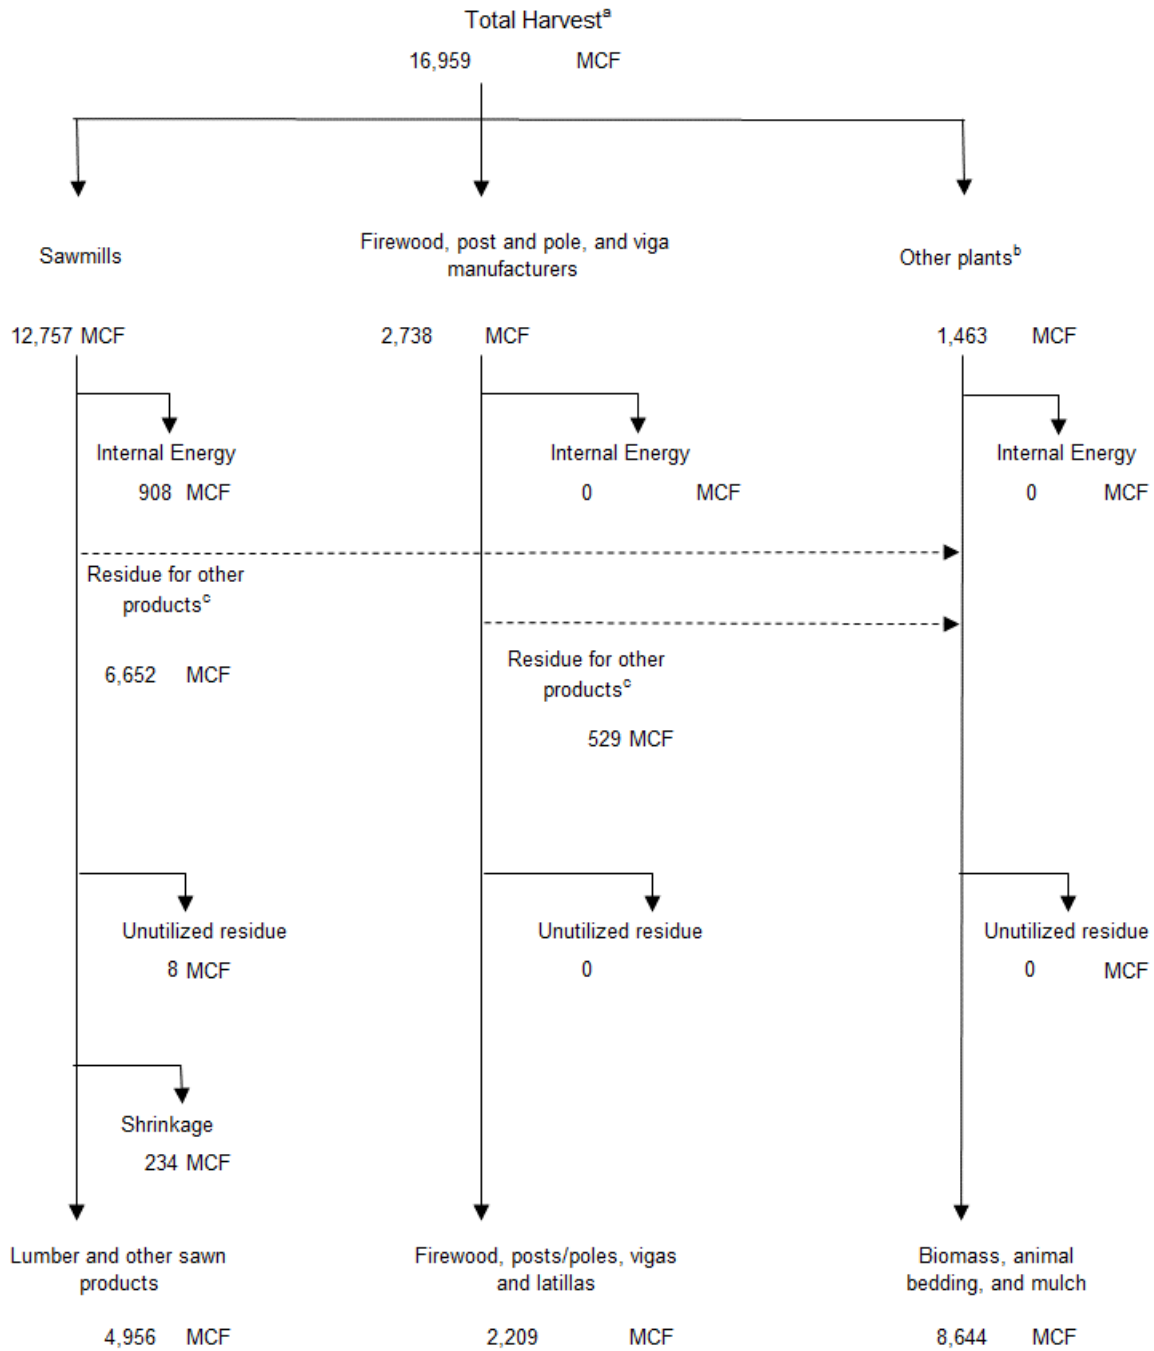 Total Harvestᵃ
16,959 MCF
Sawmills
Firewood, post and pole, and viga
manufacturers
Other plantsᵇ
12,757 MCF
2,738 MCF
1,463 MCF
Internal Energy
908 MCF
Internal Energy
0 MCF
Internal Energy
0 MCF
Residue for other
productsᶜ
6,652 MCF
Residue for other
productsᶜ
529 MCF
Unutilized residue
8 MCF
Unutilized residue
0
Unutilized residue
0 MCF
Shrinkage
234 MCF
Lumber and other sawn
products
4,956 MCF
Firewood, posts/poles, vigas
and latillas
2,209 MCF
Biomass, animal
bedding, and mulch
8,644 MCF